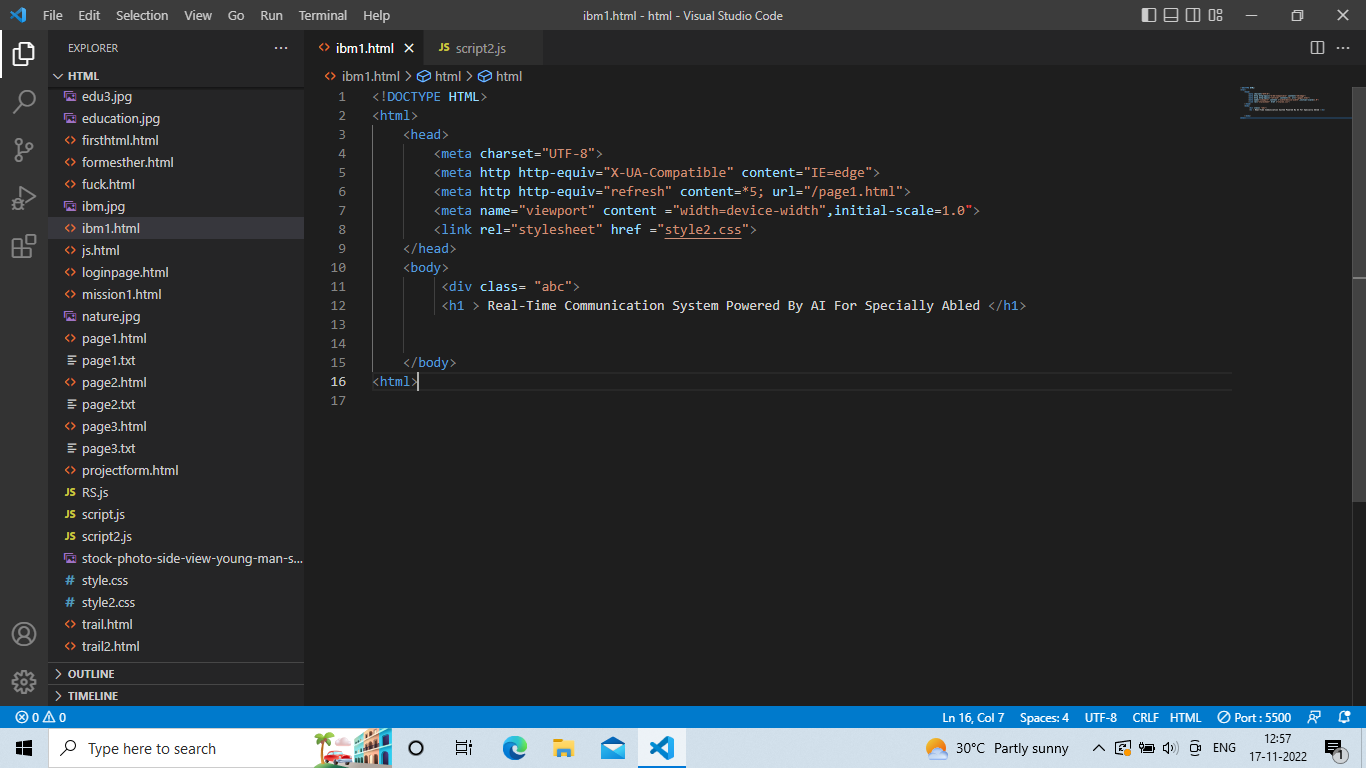 File Edit Selection View Go Run Terminal Help
ibm1.html - html - Visual Studio Code
EXPLORER
HTML
edu3.jpg
education.jpg
firsthtml.html
formesther.html
fuck.html
ibm.jpg
ibm1.html
js.html
loginpage.html
mission1.html
nature.jpg
page1.html
page1.txt
page2.html
page2.txt
page3.html
page3.txt
projectform.html
JS RS.js
JS script.js
JS script2.js
stock-photo-side-view-young-man-s...
# style.css
# style2.css
trail.html
trail2.html
OUTLINE
TIMELINE
<> ibm1.html
JS script2.js
<> ibm1.html > html > html
1 <!DOCTYPE HTML>
2 <html>
3 <head>
4 <meta charset="UTF-8">
5 <meta http http-equiv="X-UA-Compatible" content="IE=edge">
6 <meta http http-equiv="refresh" content=*5; url="/page1.html">
7 <meta name="viewport" content ="width=device-width",initial-scale=1.0">
8 <link rel="stylesheet" href ="style2.css">
9 </head>
10 <body>
11 <div class= "abc">
12 <h1 > Real-Time Communication System Powered By AI For Specially Abled </h1>
13
14
15 </body>
16 <html>
17
0 0
Ln 16, Col 7 Spaces: 4 UTF-8 CRLF HTML Port : 5500
Type here to search
30°C Partly sunny
ENG
12:57
17-11-2022
1